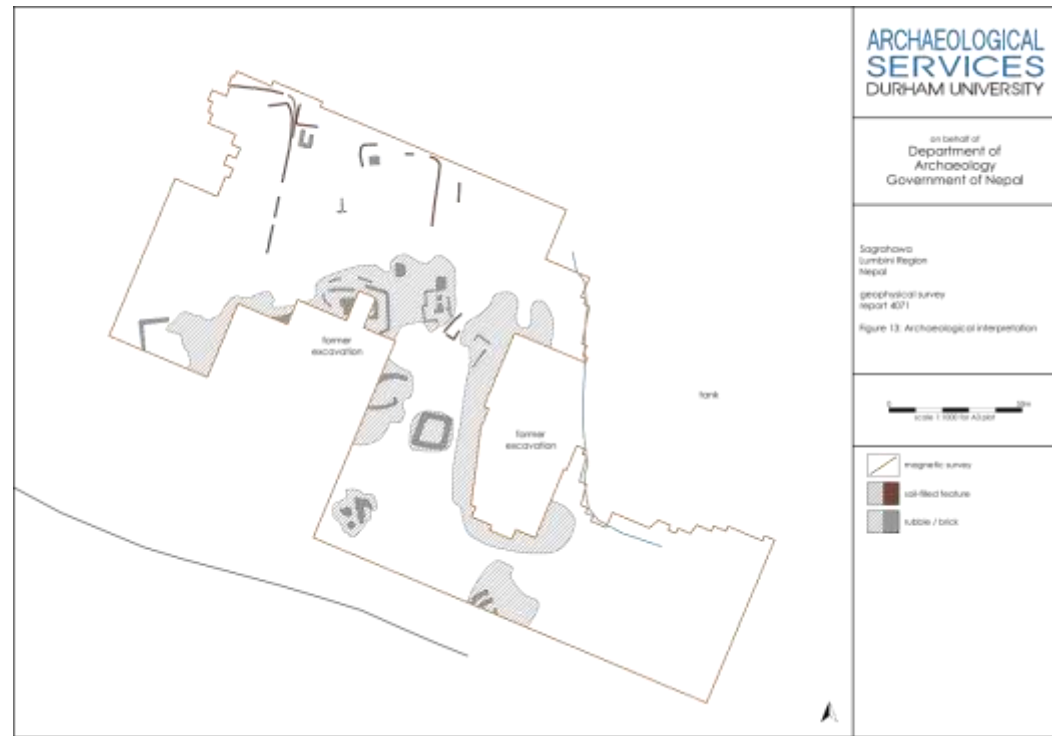 ARCHAEOLOGICAL
SERVICES
DURHAM UNIVERSITY
on behalf of
Department of
Archaeology
Government of Nepal
Sagrahawa
Lumbini Region
Nepal
geophysical survey
report 4071
Figure 13: Archaeological interpretation
0 50m
scale 1:1000 for A3 plot
magnetic survey
soil-filled feature
rubble / brick
former
excavation
former
excavation
tank